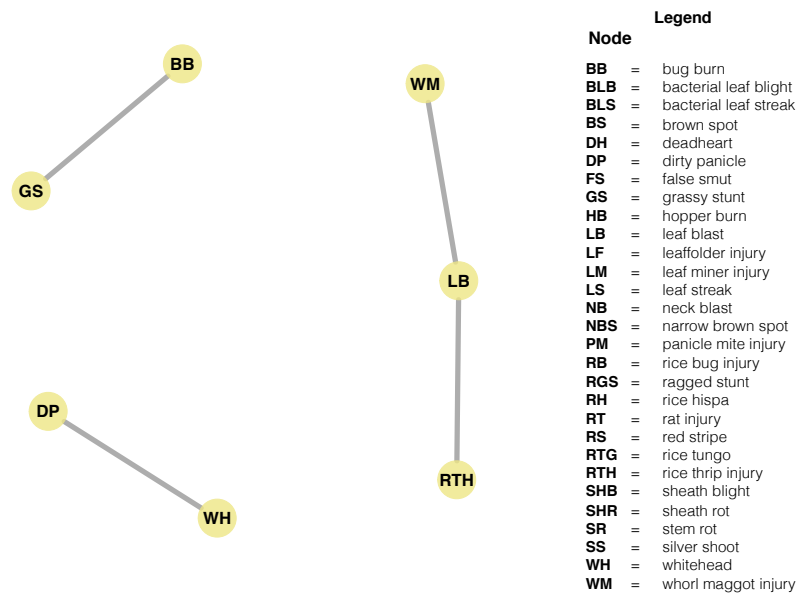 BB
WM
GS
LB
DP
RTH
WH
Legend
Node
BB = bug burn
BLB = bacterial leaf blight
BLS = bacterial leaf streak
BS = brown spot
DH = deadheart
DP = dirty panicle
FS = false smut
GS = grassy stunt
HB = hopper burn
LB = leaf blast
LF = leaffolder injury
LM = leaf miner injury
LS = leaf streak
NB = neck blast
NBS = narrow brown spot
PM = panicle mite injury
RB = rice bug injury
RGS = ragged stunt
RH = rice hispa
RT = rat injury
RS = red stripe
RTG = rice tungo
RTH = rice thrip injury
SHB = sheath blight
SHR = sheath rot
SR = stem rot
SS = silver shoot
WH = whitehead
WM = whorl maggot injury